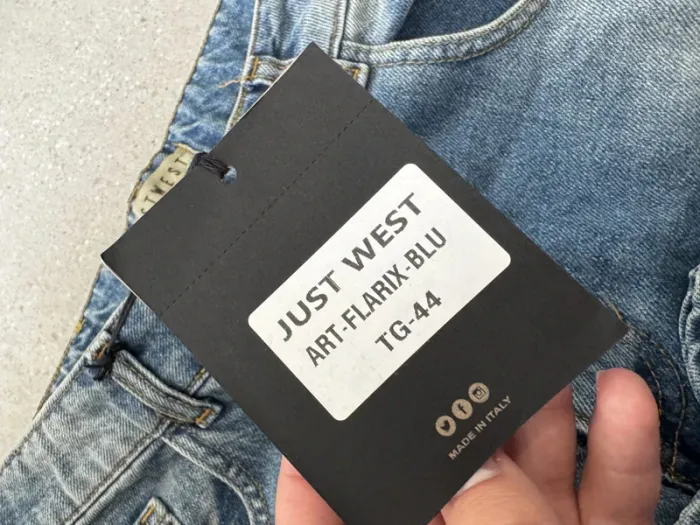 JUST WEST
ART-FLARIX-BLU
TG-44
MADE IN ITALY